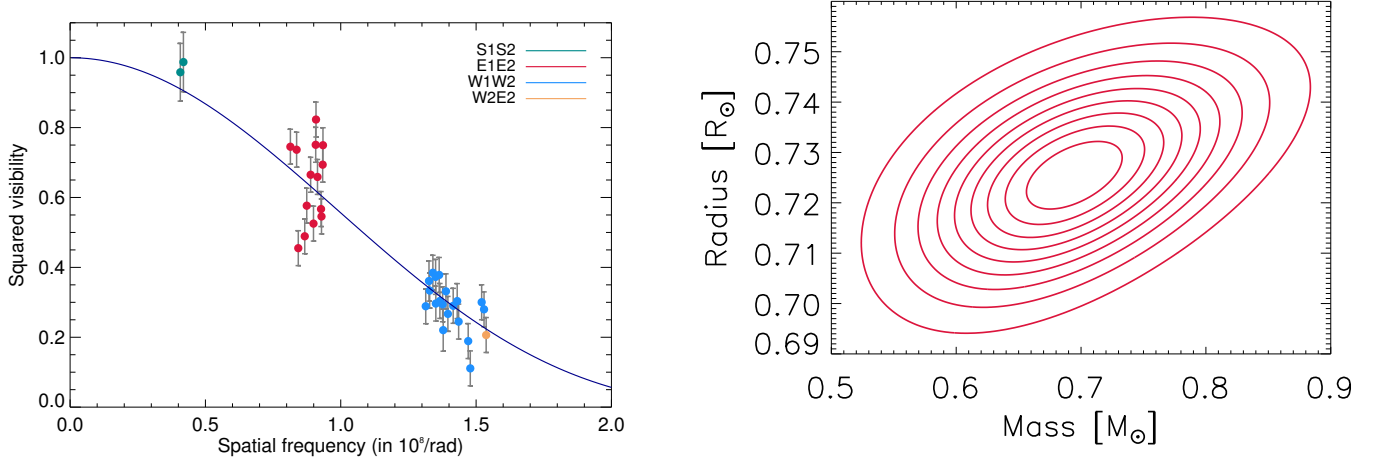 1.0
0.8
0.6
0.4
0.2
0.0
Squared visibility
S1S2
E1E2
W1W2
W2E2
0.0 0.5 1.0 1.5 2.0
Spatial frequency (in 10⁸/rad)
0.75
0.74
0.73
0.72
0.71
0.70
0.69
Radius [R⊙]
0.5 0.6 0.7 0.8 0.9
Mass [M⊙]